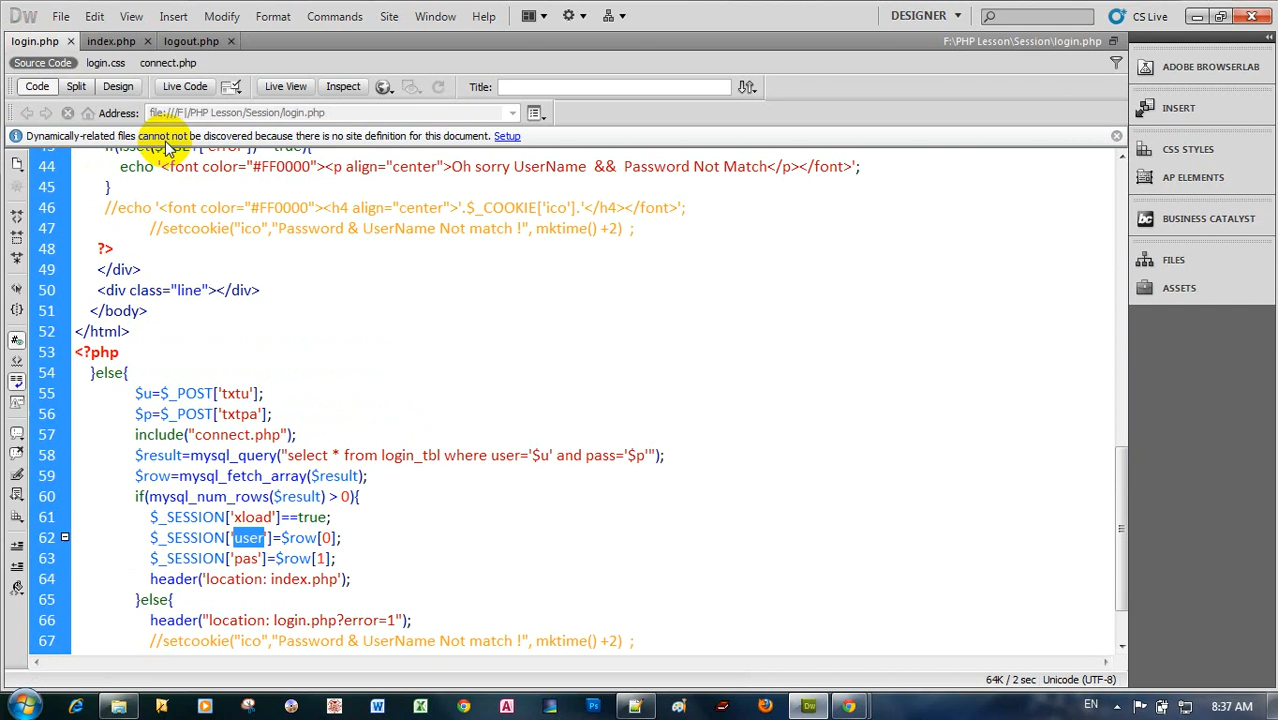 Dw File Edit View Insert Modify Format Commands Site Window Help DESIGNER CS Live
login.php index.php logout.php F:\PHP Lesson\Session\login.php
Source Code login.css connect.php
Code Split Design Live Code Live View Inspect Title:
Address: file:///F|/PHP Lesson/Session/login.php
Dynamically-related files cannot not be discovered because there is no site definition for this document. Setup
44 echo '<font color="#FF0000"><p align="center">Oh sorry UserName && Password Not Match</p></font>';
45 }
46 //echo '<font color="#FF0000"><h4 align="center">'.$_COOKIE['ico'].'</h4></font>';
47 //setcookie("ico","Password & UserName Not match !", mktime() +2) ;
48 ?>
49 </div>
50 <div class="line"></div>
51 </body>
52 </html>
53 <?php
54 }else{
55 $u=$_POST['txtu'];
56 $p=$_POST['txtpa'];
57 include("connect.php");
58 $result=mysql_query("select * from login_tbl where user='$u' and pass='$p'");
59 $row=mysql_fetch_array($result);
60 if(mysql_num_rows($result) > 0){
61 $_SESSION['xload']==true;
62 $_SESSION['user']=$row[0];
63 $_SESSION['pas']=$row[1];
64 header('location: index.php');
65 }else{
66 header("location: login.php?error=1");
67 //setcookie("ico","Password & UserName Not match !", mktime() +2) ;
64K / 2 sec Unicode (UTF-8)
ADOBE BROWSERLAB
INSERT
CSS STYLES
AP ELEMENTS
BUSINESS CATALYST
FILES
ASSETS
EN 8:37 AM